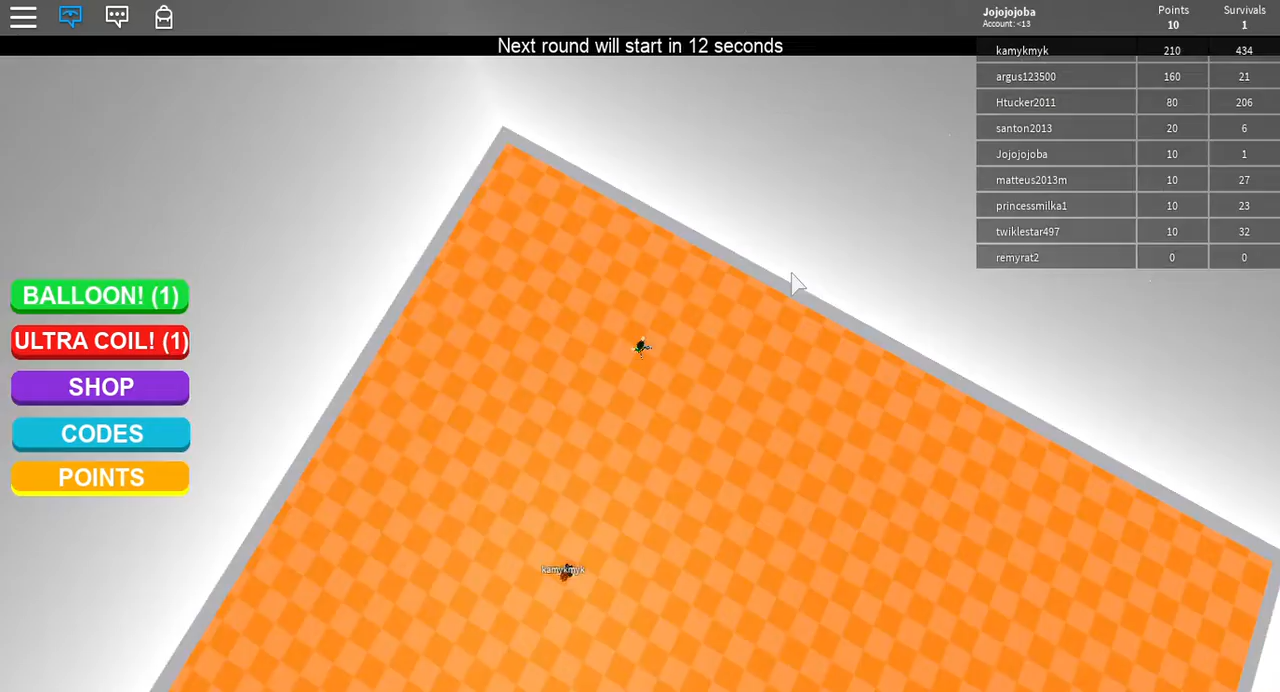 Jojojojoba Points Survivals
Account: <13 10 1
Next round will start in 12 seconds
kamykmyk 210 434
argus123500 160 21
Htucker2011 80 206
santon2013 20 6
Jojojojoba 10 1
matteus2013m 10 27
princessmilka1 10 23
twiklestar497 10 32
remyrat2 0 0
BALLOON! (1)
ULTRA COIL! (1)
SHOP
CODES
POINTS
kamykmyk